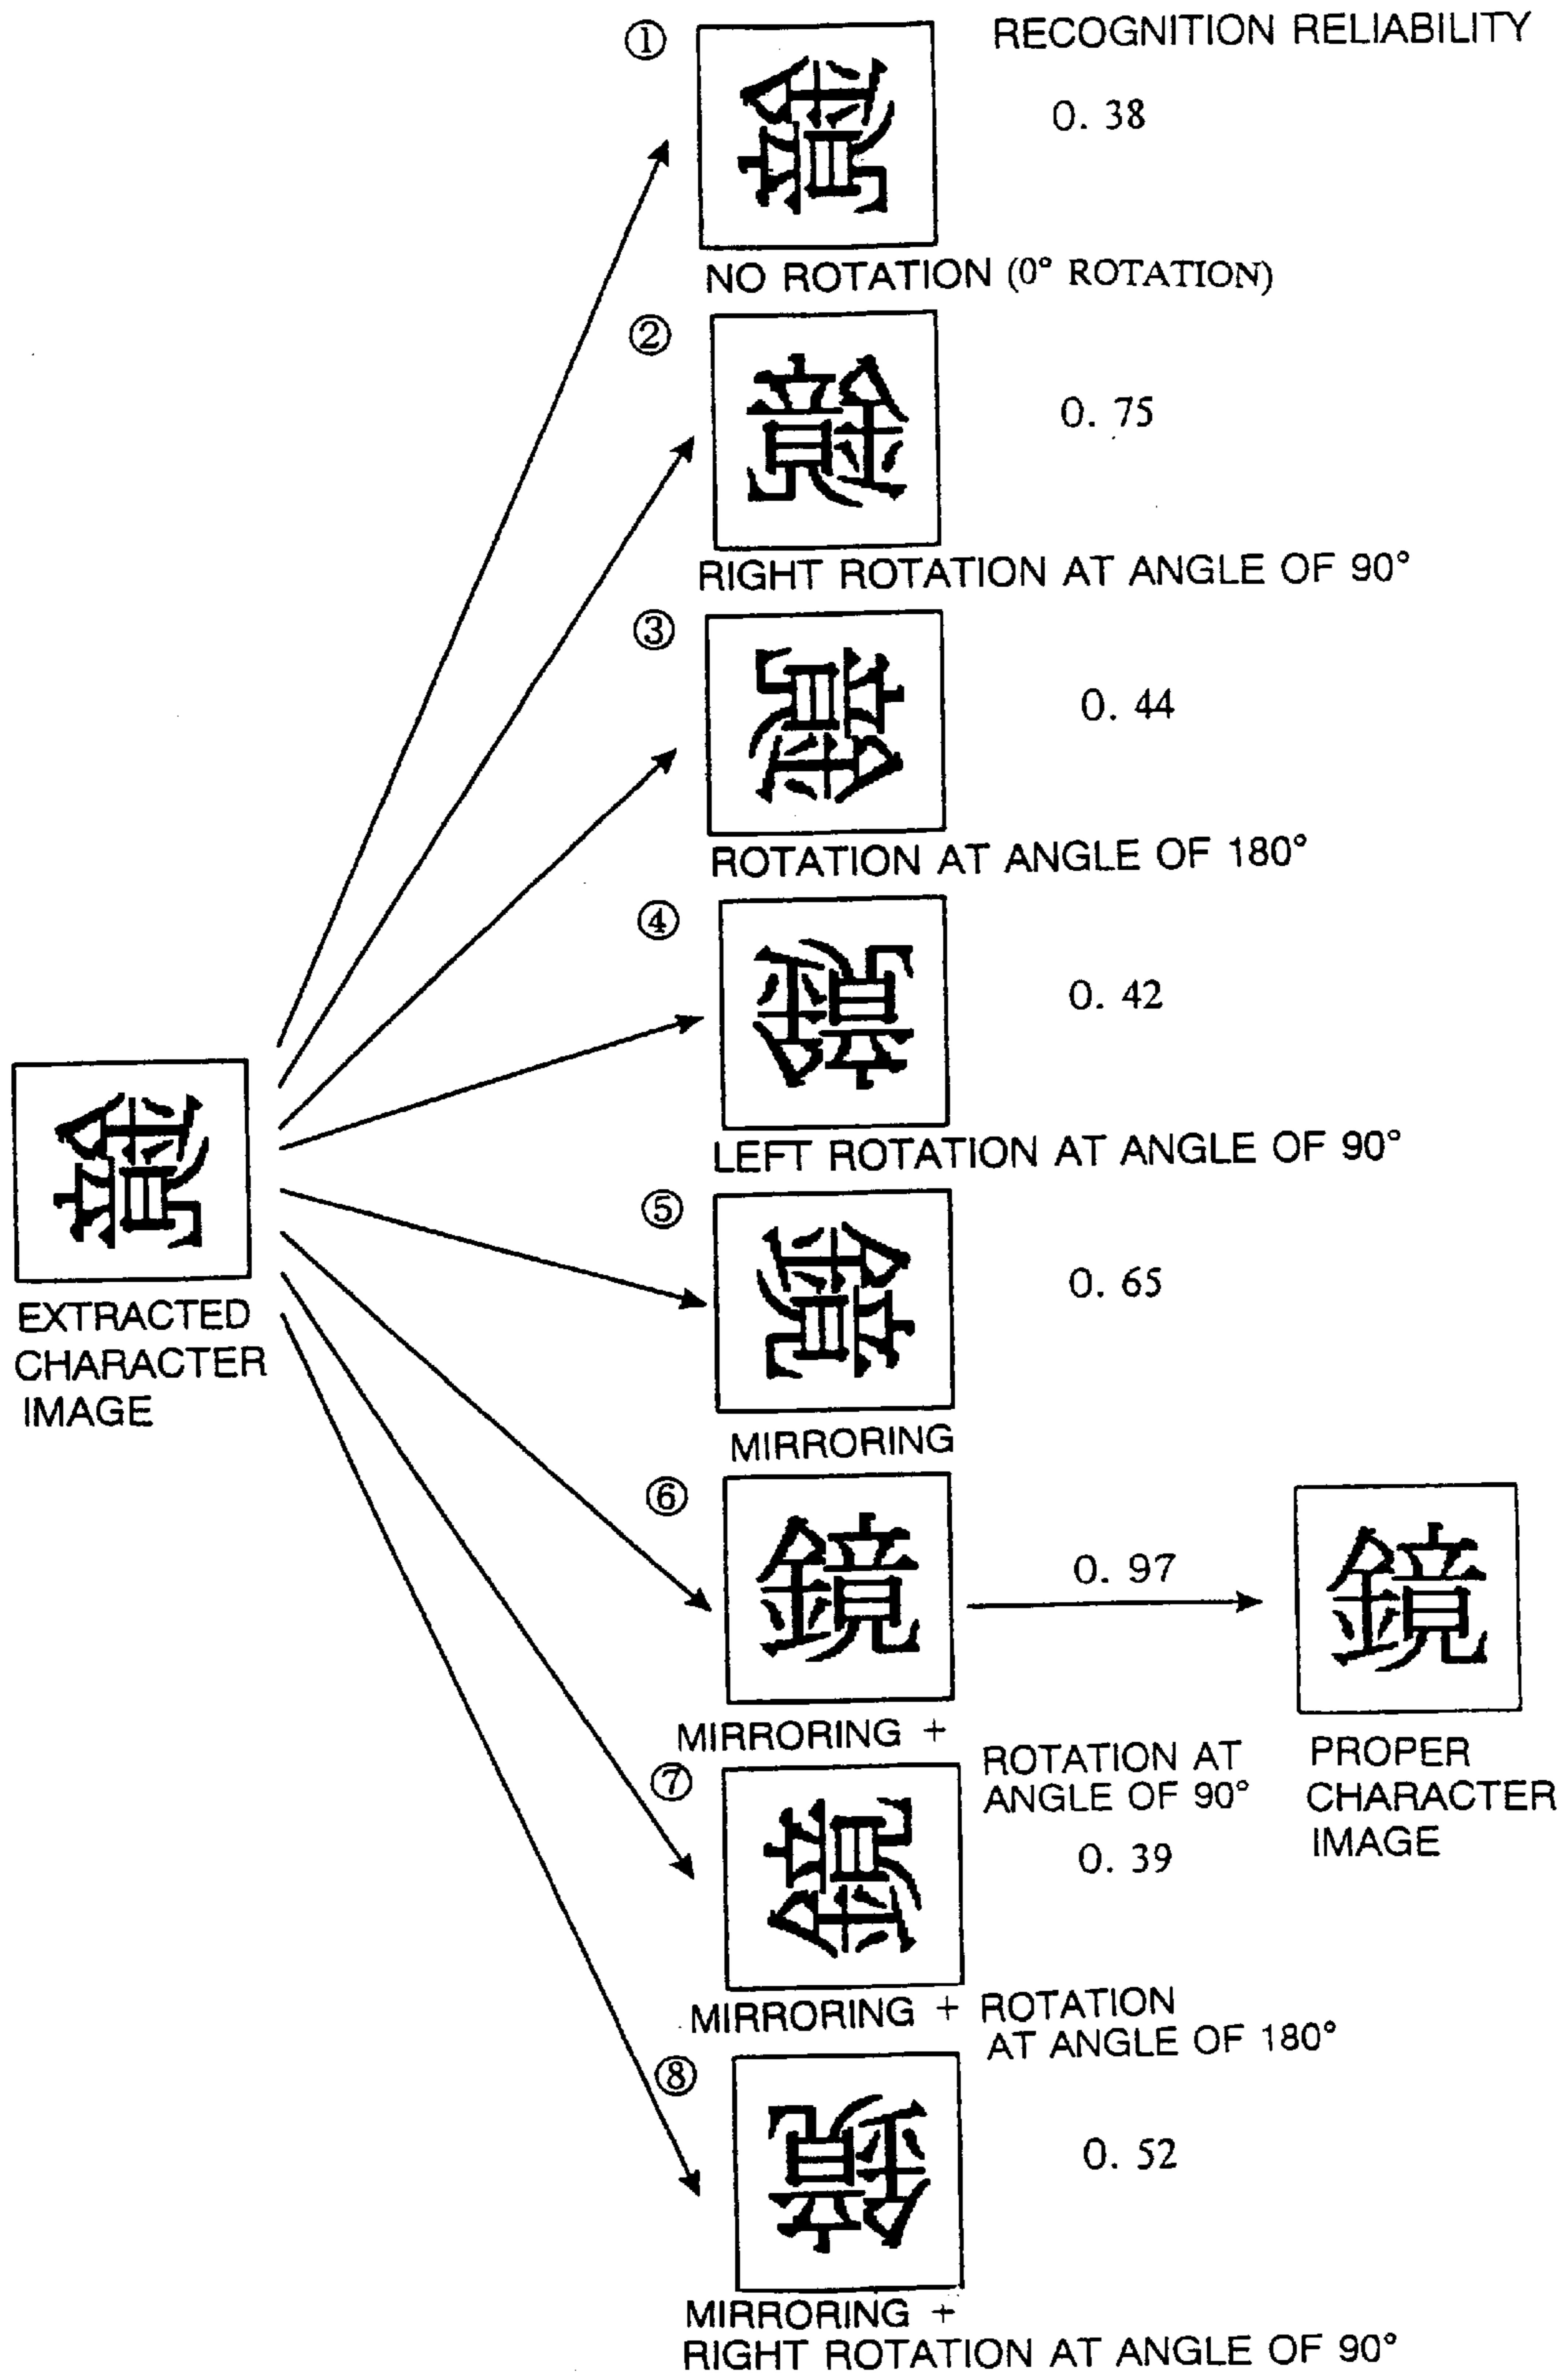 ① RECOGNITION RELIABILITY
0. 38
NO ROTATION (0° ROTATION)
②
0. 75
RIGHT ROTATION AT ANGLE OF 90°
③
0. 44
ROTATION AT ANGLE OF 180°
④
0. 42
LEFT ROTATION AT ANGLE OF 90°
EXTRACTED
CHARACTER
IMAGE
⑤
0. 65
MIRRORING
⑥
鏡
0. 97
鏡
MIRRORING + ROTATION AT
ANGLE OF 90°
PROPER
CHARACTER
IMAGE
⑦
0. 39
MIRRORING + ROTATION
AT ANGLE OF 180°
⑧
0. 52
MIRRORING +
RIGHT ROTATION AT ANGLE OF 90°